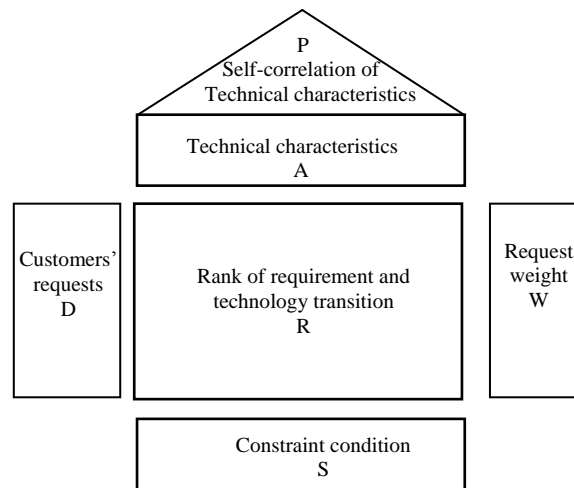 P
Self-correlation of
Technical characteristics
Technical characteristics
A
Customers’
requests
D
Rank of requirement and
technology transition
R
Request
weight
W
Constraint condition
S